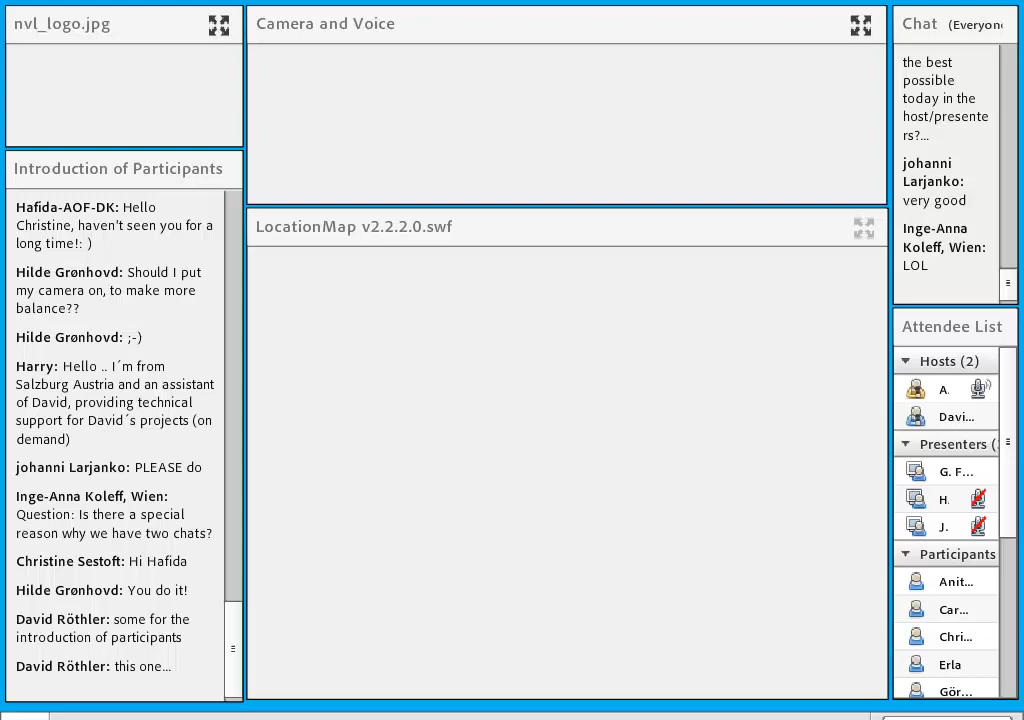 nvl_logo.jpg
Introduction of Participants
Hafida-AOF-DK: Hello
Christine, haven't seen you for a
long time!: )
Hilde Grønhovd: Should I put
my camera on, to make more
balance??
Hilde Grønhovd: ;-)
Harry: Hello .. I´m from
Salzburg Austria and an assistant
of David, providing technical
support for David´s projects (on
demand)
johanni Larjanko: PLEASE do
Inge-Anna Koleff, Wien:
Question: Is there a special
reason why we have two chats?
Christine Sestoft: Hi Hafida
Hilde Grønhovd: You do it!
David Röthler: some for the
introduction of participants
David Röthler: this one...
Camera and Voice
LocationMap v2.2.2.0.swf
Chat (Everyone
the best
possible
today in the
host/presente
rs?...
johanni
Larjanko:
very good
Inge-Anna
Koleff, Wien:
LOL
Attendee List
Hosts (2)
A.
Davi...
Presenters (3
G. F...
H.
J.
Participants
Anit...
Car...
Chri...
Erla
Gör...